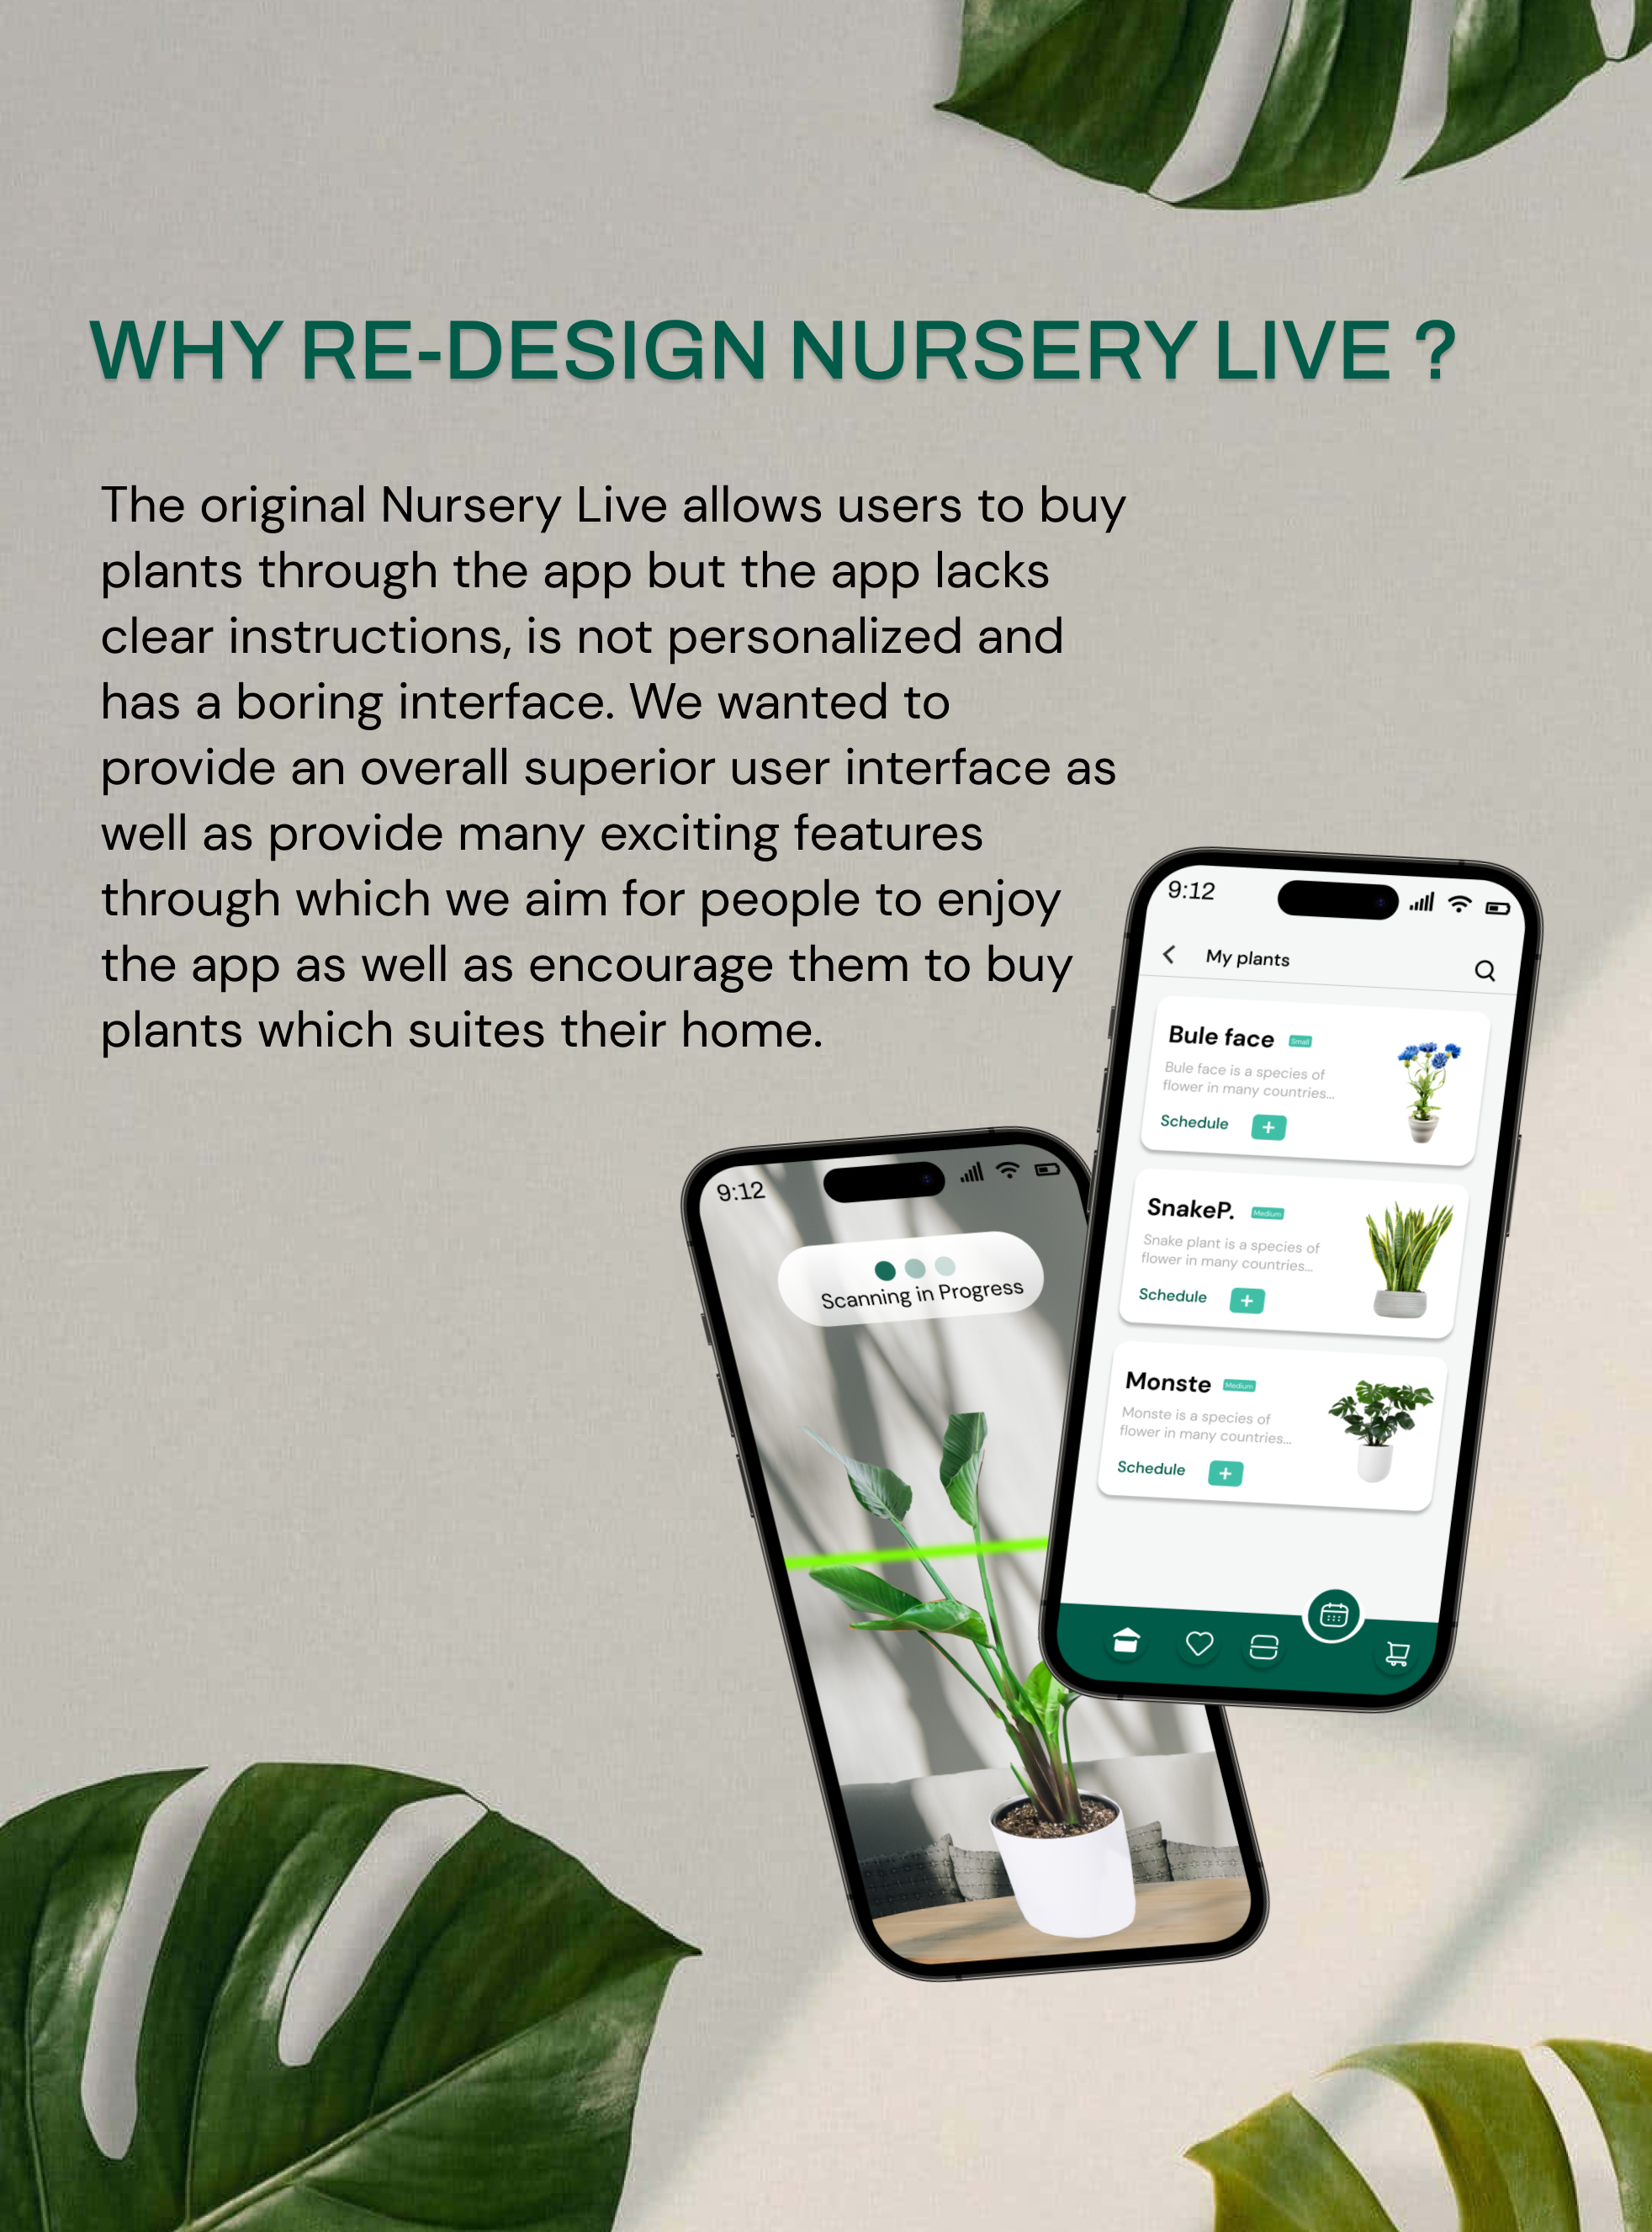 WHY RE-DESIGN NURSERY LIVE ?
The original Nursery Live allows users to buy
plants through the app but the app lacks
clear instructions, is not personalized and
has a boring interface. We wanted to
provide an overall superior user interface as
well as provide many exciting features
through which we aim for people to enjoy
the app as well as encourage them to buy
plants which suites their home.
9:12
My plants
Bule face Small
Bule face is a species of
flower in many countries...
Schedule +
SnakeP. Medium
Snake plant is a species of
flower in many countries...
Schedule +
Monste Medium
Monste is a species of
flower in many countries...
Schedule +
9:12
Scanning in Progress